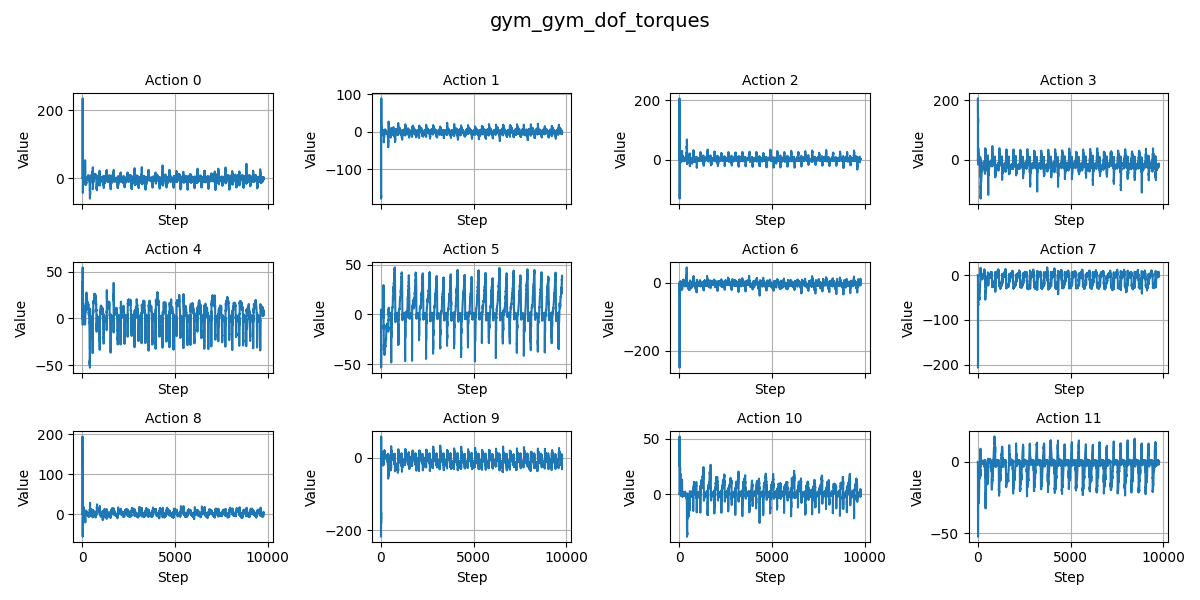 gym_gym_dof_torques
Action 0
Action 1
Action 2
Action 3
Value
200
0
Step
Value
100
0
−100
Step
Value
200
0
Step
Value
200
0
Step
Action 4
Action 5
Action 6
Action 7
Value
50
0
−50
Step
Value
50
0
−50
Step
Value
0
−200
Step
Value
0
−100
−200
Step
Action 8
Action 9
Action 10
Action 11
Value
200
100
0
0
5000
10000
Step
Value
0
−200
0
5000
10000
Step
Value
50
0
0
5000
10000
Step
Value
0
−50
0
5000
10000
Step